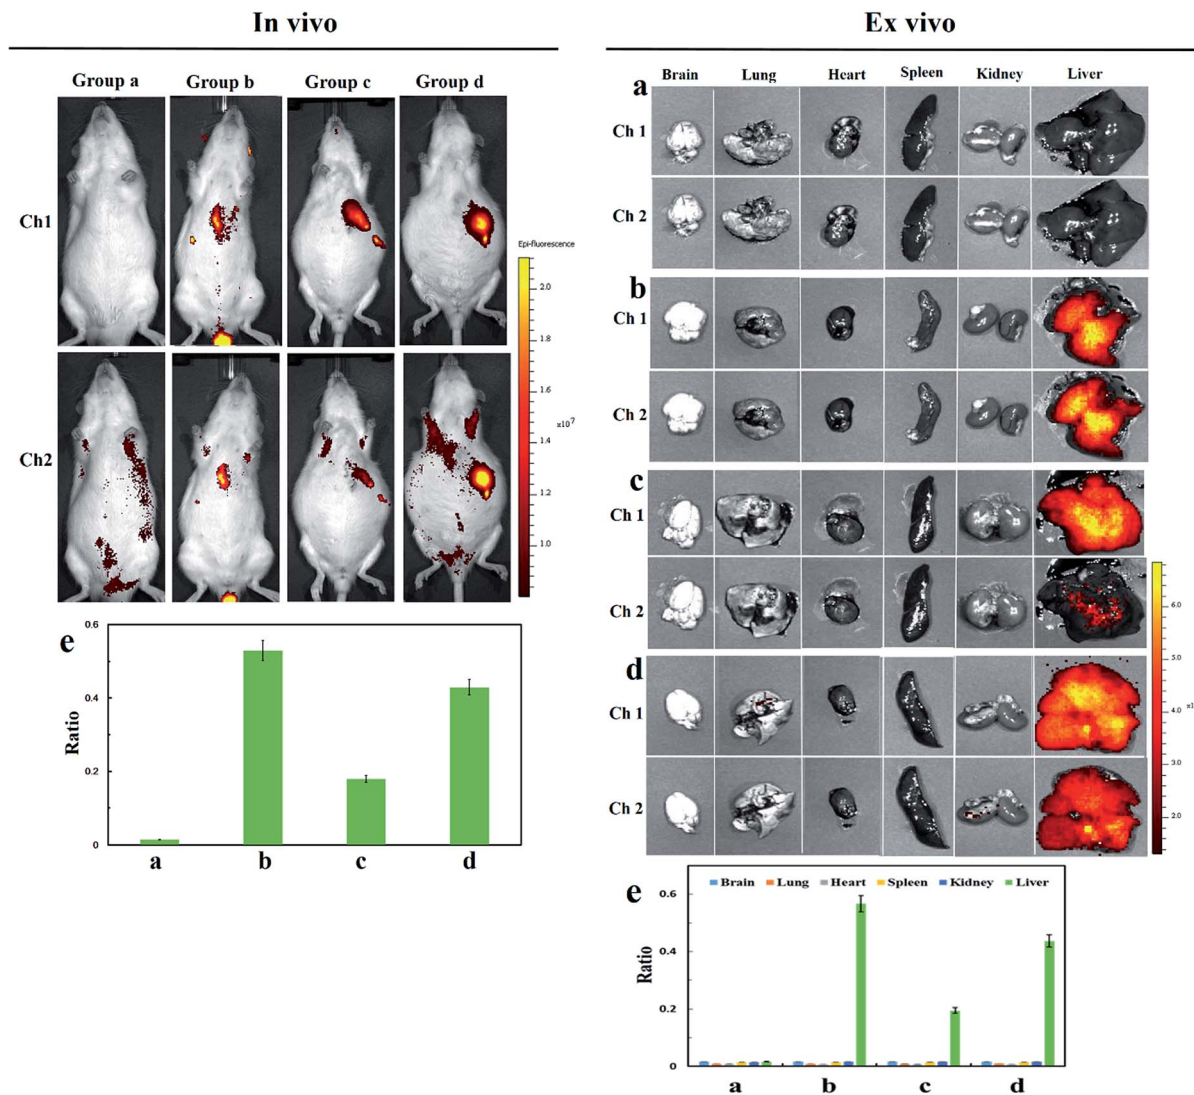 In vivo
Group a Group b Group c Group d
Ch1
Epi-fluorescence
2.0
1.8
1.6
x10⁷
1.4
1.2
1.0
Ch2
e
0.6
0.4
0.2
0
Ratio
a b c d
Ex vivo
Brain Lung Heart Spleen Kidney Liver
a
Ch 1
Ch 2
b
Ch 1
Ch 2
c
Ch 1
Ch 2
d
Ch 1
Ch 2
6.0
5.0
4.0
3.0
2.0
e
Brain Lung Heart Spleen Kidney Liver
0.6
0.4
0.2
0
Ratio
a b c d